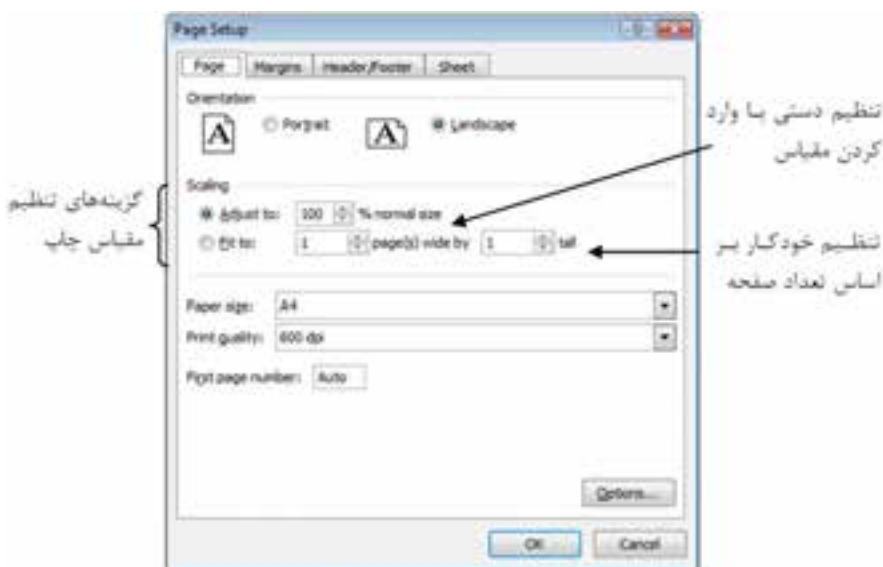 Page Setup
Page Margins Header/Footer Sheet
Orientation
A Portrait A Landscape
Scaling
Adjust to: 100 % normal size
Fit to: 1 page(s) wide by 1 tall
Paper size: A4
Print quality: 600 dpi
First page number: Auto
Options...
OK Cancel
تنظیم دستی با وارد
کردن مقیاس
تنظیم خودکار بر
اساس تعداد صفحه
گزینه‌های تنظیم
مقیاس چاپ